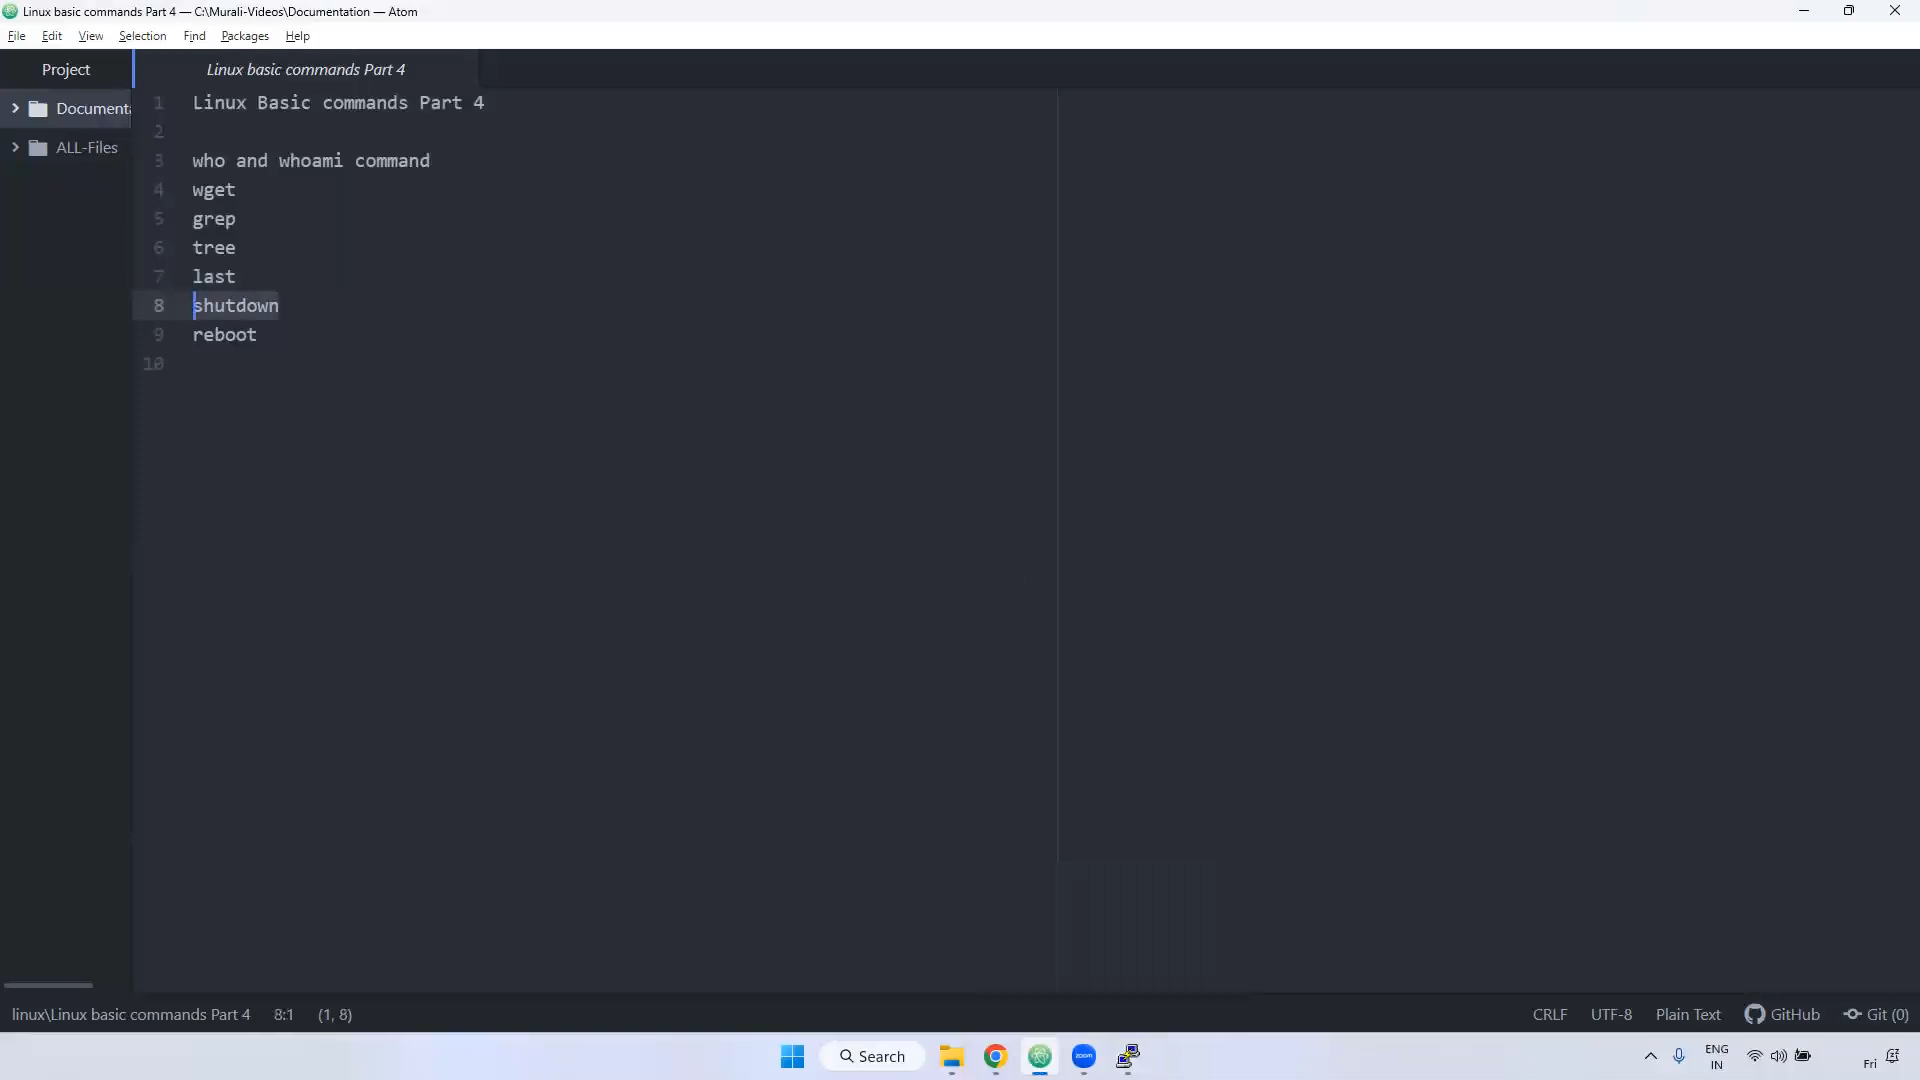 Linux basic commands Part 4 — C:\Murali-Videos\Documentation — Atom
File Edit View Selection Find Packages Help
Project
Linux basic commands Part 4
Documenta
ALL-Files
1 Linux Basic commands Part 4
2
3 who and whoami command
4 wget
5 grep
6 tree
7 last
8 shutdown
9 reboot
10
linux\Linux basic commands Part 4 8:1 (1, 8) CRLF UTF-8 Plain Text GitHub Git (0)
Search
zoom
ENG
IN
Fri